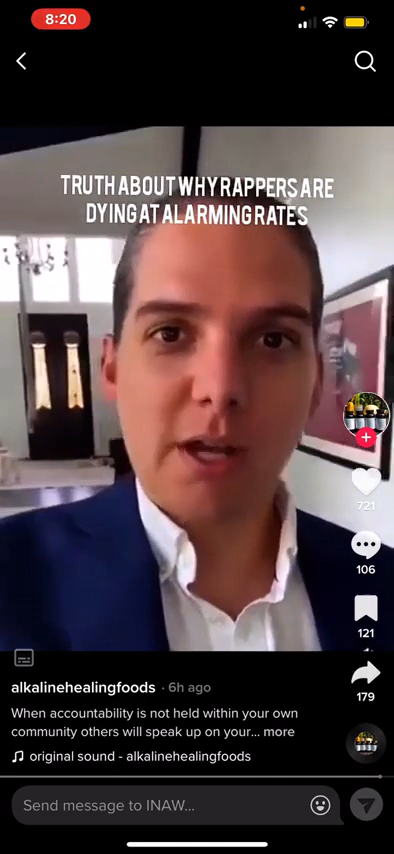 8:20
TRUTH ABOUT WHY RAPPERS ARE
DYING AT ALARMING RATES
721
106
121
179
alkalinehealingfoods · 6h ago
When accountability is not held within your own
community others will speak up on your... more
original sound - alkalinehealingfoods
Send message to INAW...